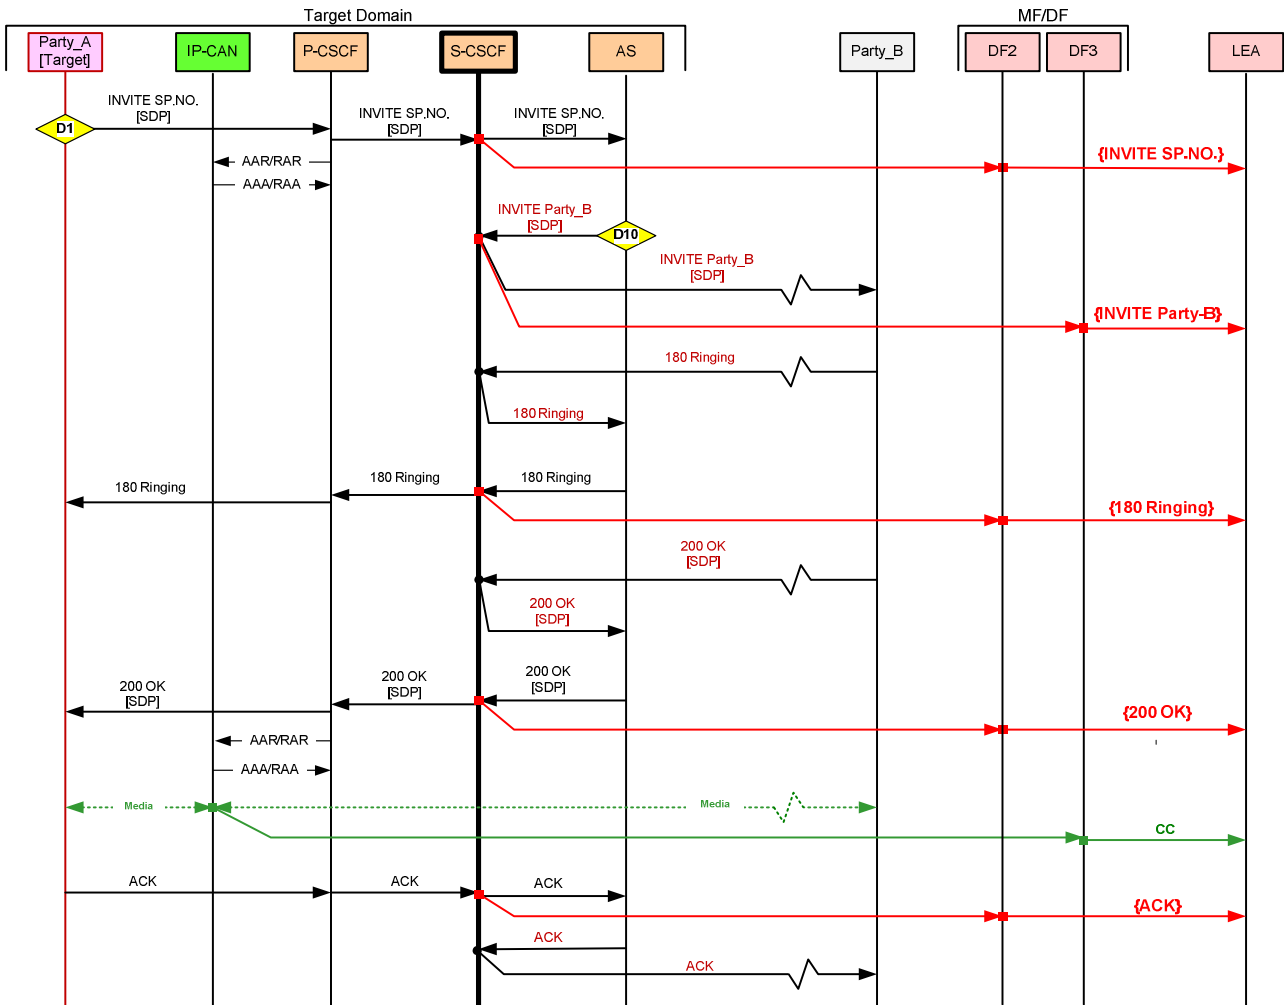 Target Domain
MF/DF
Party_A
[Target]
IP-CAN
P-CSCF
S-CSCF
AS
Party_B
DF2
DF3
LEA
INVITE SP.NO.
[SDP]
D1
INVITE SP.NO.
[SDP]
INVITE SP.NO.
[SDP]
{INVITE SP.NO.}
AAR/RAR
AAA/RAA
INVITE Party_B
[SDP]
D10
INVITE Party_B
[SDP]
{INVITE Party-B}
180 Ringing
180 Ringing
180 Ringing
180 Ringing
180 Ringing
{180 Ringing}
200 OK
[SDP]
200 OK
[SDP]
200 OK
[SDP]
200 OK
[SDP]
200 OK
[SDP]
{200 OK}
AAR/RAR
AAA/RAA
Media
Media
CC
ACK
ACK
ACK
{ACK}
ACK
ACK